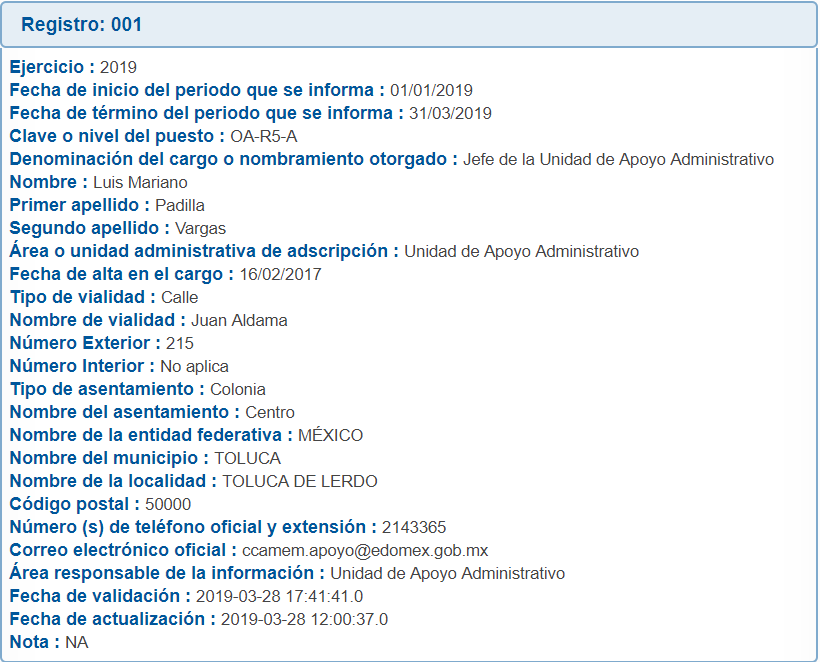 Registro: 001
Ejercicio : 2019
Fecha de inicio del periodo que se informa : 01/01/2019
Fecha de término del periodo que se informa : 31/03/2019
Clave o nivel del puesto : OA-R5-A
Denominación del cargo o nombramiento otorgado : Jefe de la Unidad de Apoyo Administrativo
Nombre : Luis Mariano
Primer apellido : Padilla
Segundo apellido : Vargas
Área o unidad administrativa de adscripción : Unidad de Apoyo Administrativo
Fecha de alta en el cargo : 16/02/2017
Tipo de vialidad : Calle
Nombre de vialidad : Juan Aldama
Número Exterior : 215
Número Interior : No aplica
Tipo de asentamiento : Colonia
Nombre del asentamiento : Centro
Nombre de la entidad federativa : MÉXICO
Nombre del municipio : TOLUCA
Nombre de la localidad : TOLUCA DE LERDO
Código postal : 50000
Número (s) de teléfono oficial y extensión : 2143365
Correo electrónico oficial : ccamem.apoyo@edomex.gob.mx
Área responsable de la información : Unidad de Apoyo Administrativo
Fecha de validación : 2019-03-28 17:41:41.0
Fecha de actualización : 2019-03-28 12:00:37.0
Nota : NA